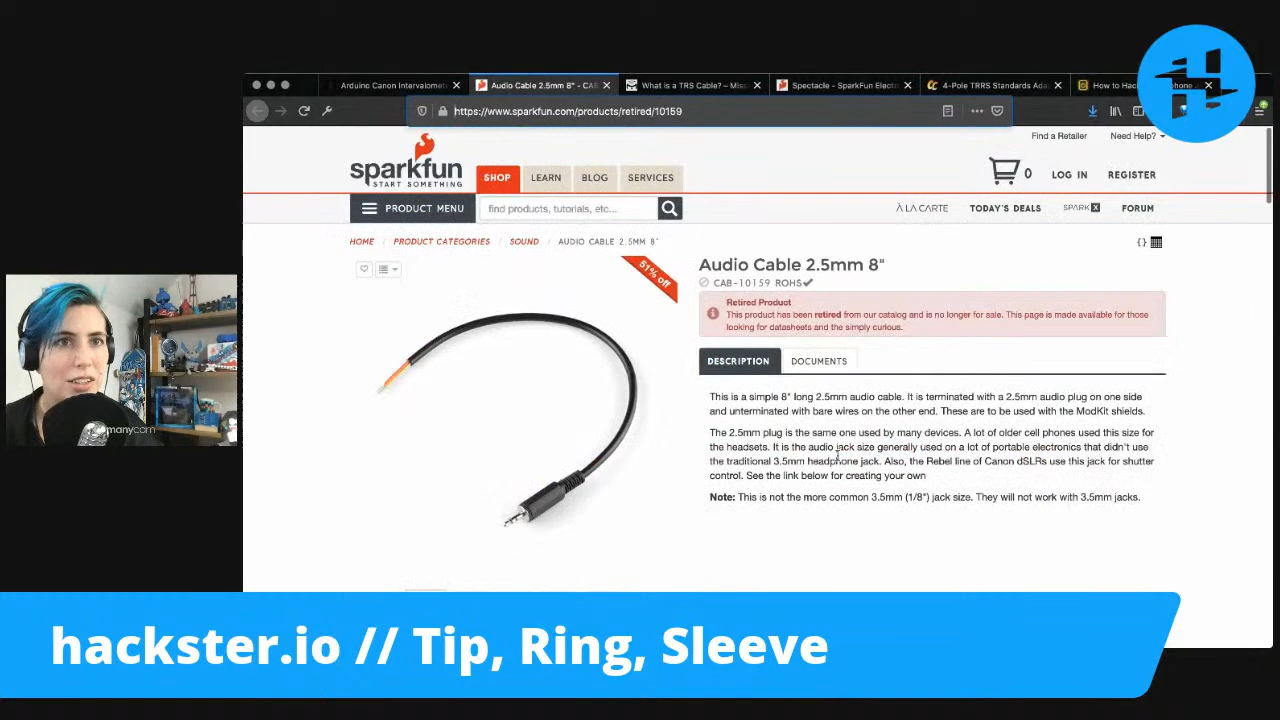 Arduino Canon Intervalomet
Audio Cable 2.5mm 8" - CAB
What is a TRS Cable? – Misa
Spectacle - SparkFun Electr
4-Pole TRRS Standards Ada
How to Hac
https://www.sparkfun.com/products/retired/10159
Find a Retailer
Need Help?
sparkfun
START SOMETHING
SHOP
LEARN
BLOG
SERVICES
0
LOG IN
REGISTER
PRODUCT MENU
find products, tutorials, etc...
À LA CARTE
TODAY'S DEALS
SPARK X
FORUM
HOME / PRODUCT CATEGORIES / SOUND / AUDIO CABLE 2.5MM 8"
{}
51% off
Audio Cable 2.5mm 8"
CAB-10159 ROHS✔
Retired Product
This product has been retired from our catalog and is no longer for sale. This page is made available for those
looking for datasheets and the simply curious.
DESCRIPTION
DOCUMENTS
This is a simple 8" long 2.5mm audio cable. It is terminated with a 2.5mm audio plug on one side
and unterminated with bare wires on the other end. These are to be used with the ModKit shields.
The 2.5mm plug is the same one used by many devices. A lot of older cell phones used this size for
the headsets. It is the audio jack size generally used on a lot of portable electronics that didn't use
the traditional 3.5mm headphone jack. Also, the Rebel line of Canon dSLRs use this jack for shutter
control. See the link below for creating your own
Note: This is not the more common 3.5mm (1/8") jack size. They will not work with 3.5mm jacks.
manycam
hackster.io // Tip, Ring, Sleeve